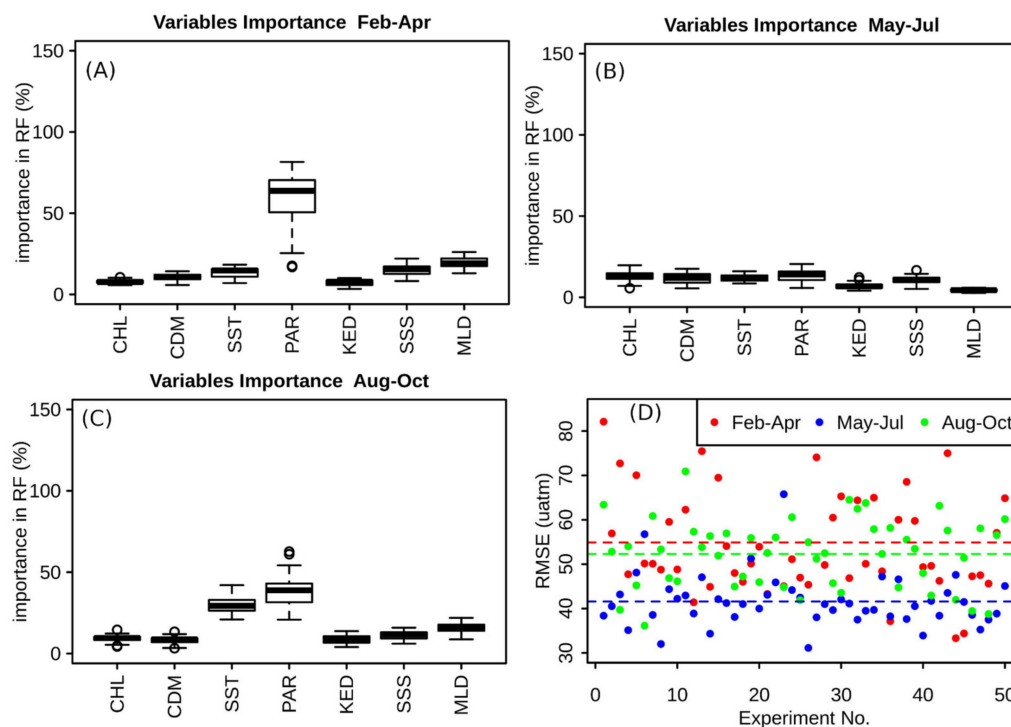 Variables Importance Feb-Apr
(A)
importance in RF (%)
150
100
50
0
CHL
CDM
SST
PAR
KED
SSS
MLD
Variables Importance May-Jul
(B)
importance in RF (%)
150
100
50
0
CHL
CDM
SST
PAR
KED
SSS
MLD
Variables Importance Aug-Oct
(C)
importance in RF (%)
150
100
50
0
CHL
CDM
SST
PAR
KED
SSS
MLD
(D)
Feb-Apr May-Jul Aug-Oct
RMSE (uatm)
80
70
60
50
40
30
0 10 20 30 40 50
Experiment No.